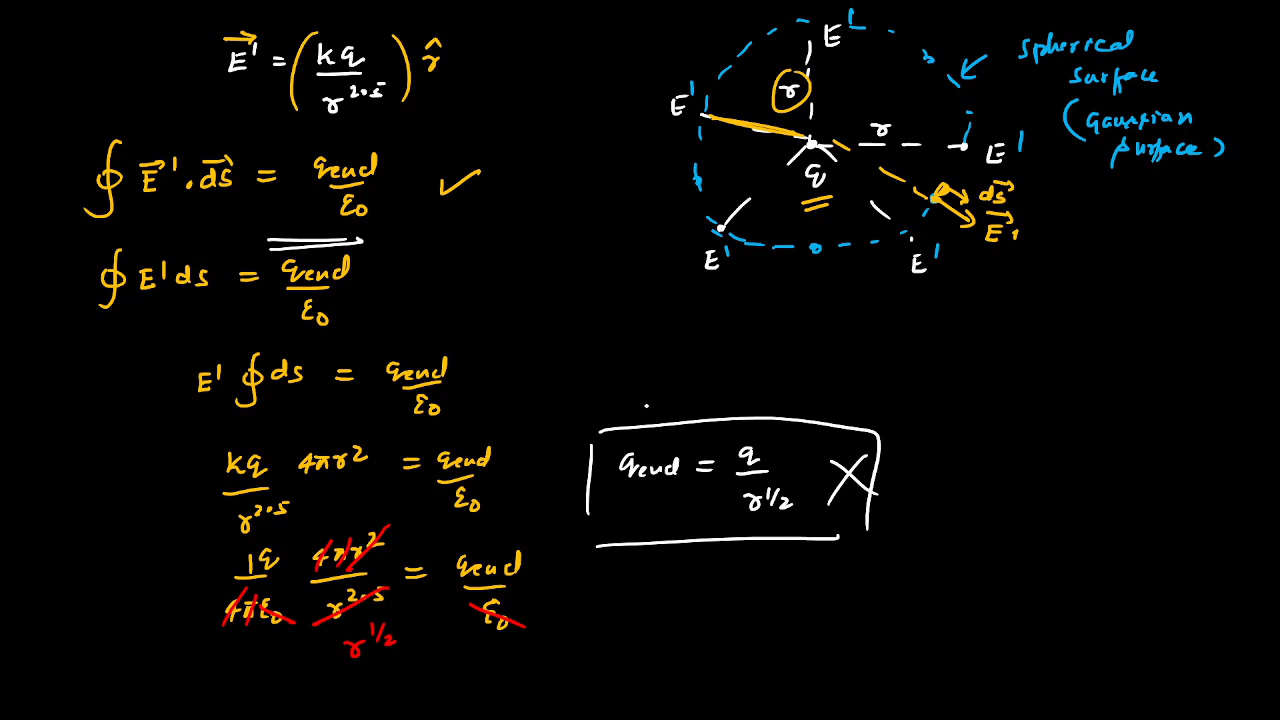 E⃗' = (kq / r^2.5) r̂
∮ E⃗'.ds⃗ = qencl / ε0 ✓
∮ E'ds = qencl / ε0
E' ∮ ds = qencl / ε0
kq / r^2.5 4πr^2 = qencl / ε0
1q / 4πε0 4πr^2 / r^2.5 = qencl / ε0
r^1/2
qencl = q / r^1/2 ✗
E'
r
E'
r
E'
q
ds⃗
E⃗'
E'
E'
spherical
surface
(gaussian
surface)